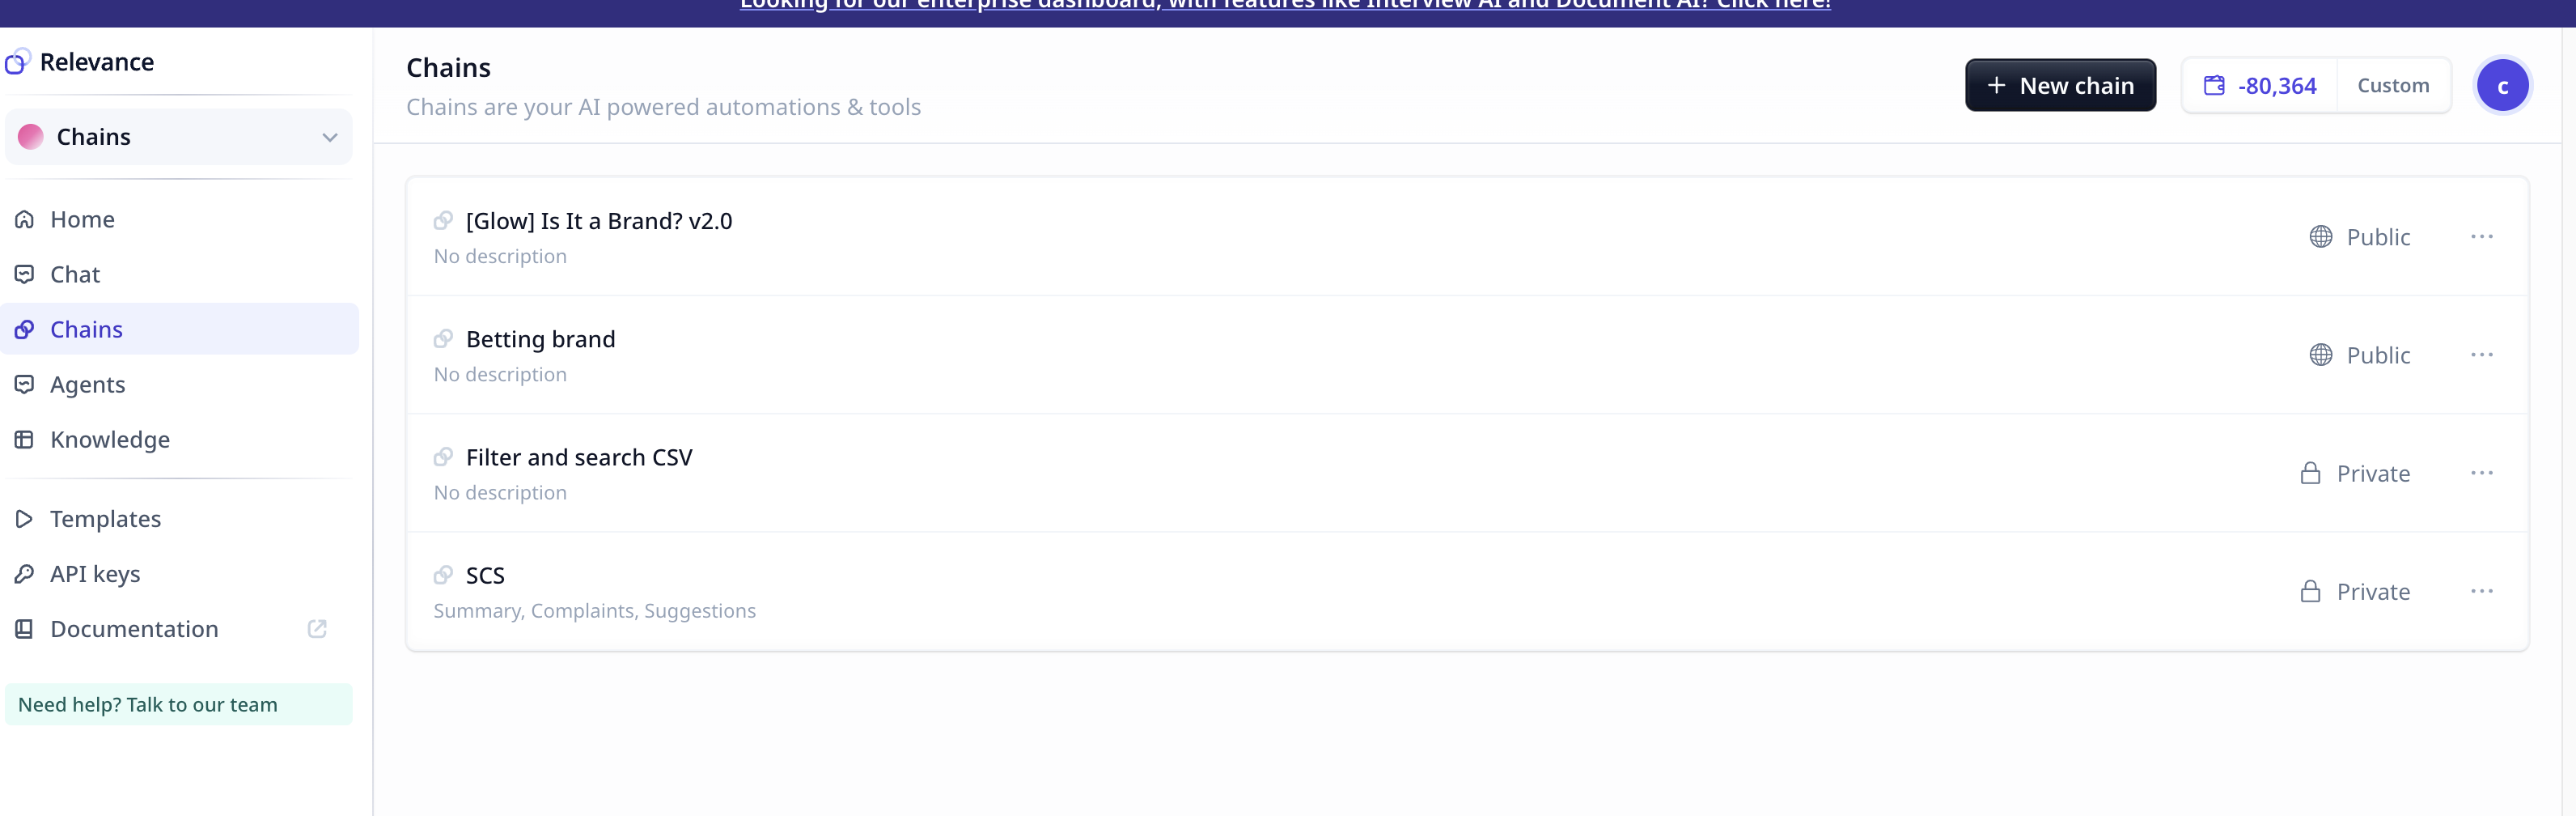 Looking for our enterprise dashboard, with features like Interview AI and Document AI? Click here!
Relevance
Chains
Home
Chat
Chains
Agents
Knowledge
Templates
API keys
Documentation
Need help? Talk to our team
Chains
Chains are your AI powered automations & tools
New chain
-80,364
Custom
c
[Glow] Is It a Brand? v2.0
No description
Public
Betting brand
No description
Public
Filter and search CSV
No description
Private
SCS
Summary, Complaints, Suggestions
Private